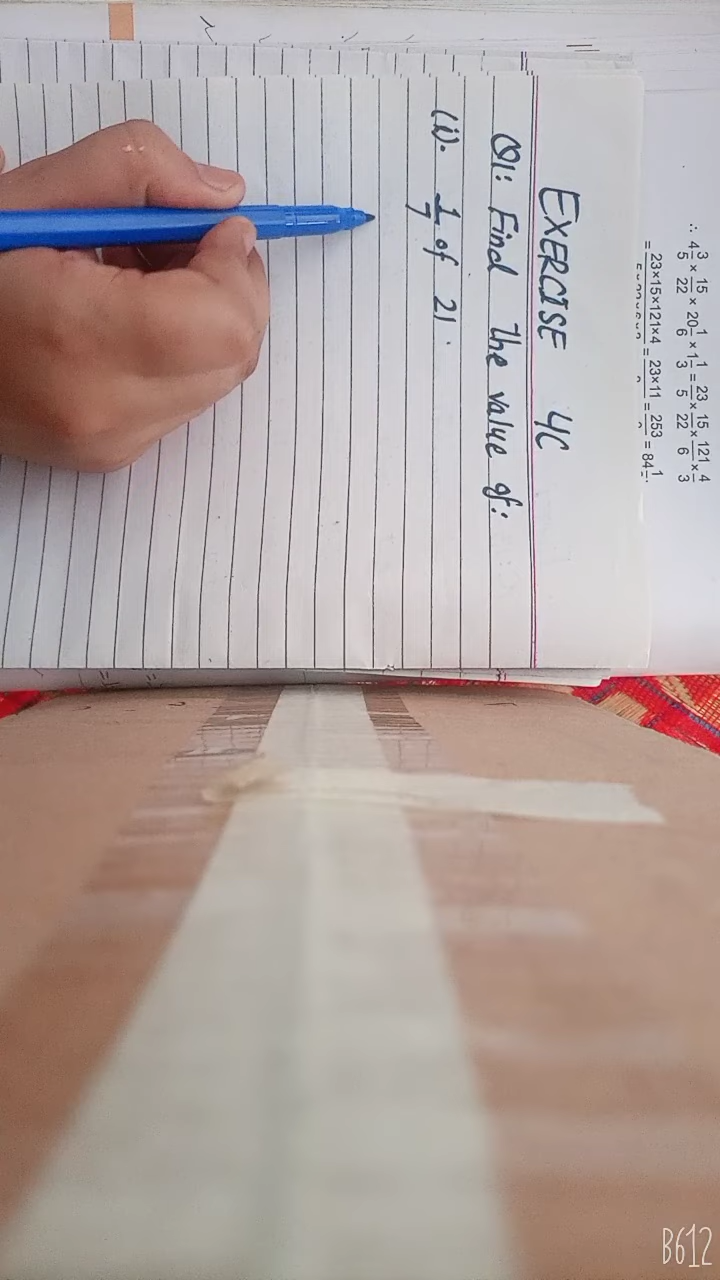 ∴ 4 3/5 × 15/22 × 20 1/6 × 1 1/3 = 23/5 × 15/22 × 121/6 × 4/3
= 23×15×121×4 = 23×11 = 253 = 84
EXERCISE 4C
Q1: Find the value of:
(i). 1/7 of 21.
B612